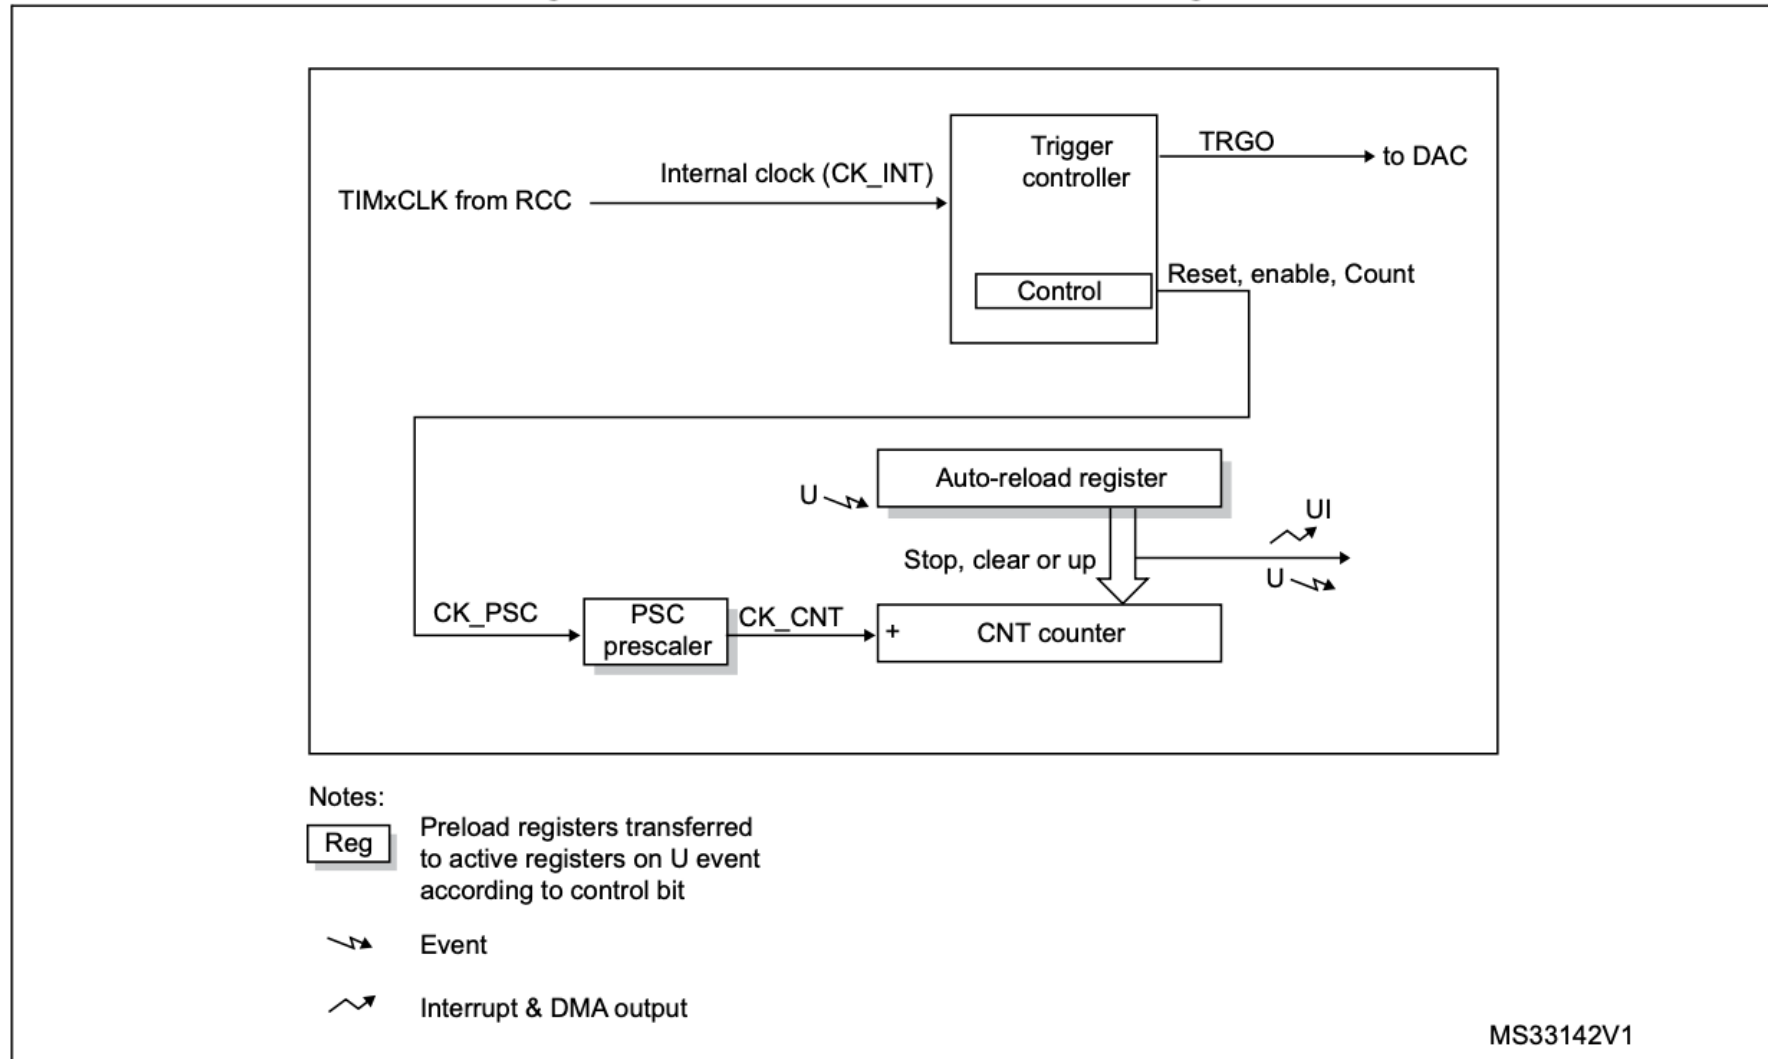 Trigger
controller
TRGO
to DAC
Internal clock (CK_INT)
TIMxCLK from RCC
Control
Reset, enable, Count
Auto-reload register
U
UI
Stop, clear or up
U
CK_PSC
PSC
prescaler
CK_CNT
+
CNT counter
Notes:
Reg
Preload registers transferred
to active registers on U event
according to control bit
Event
Interrupt & DMA output
MS33142V1